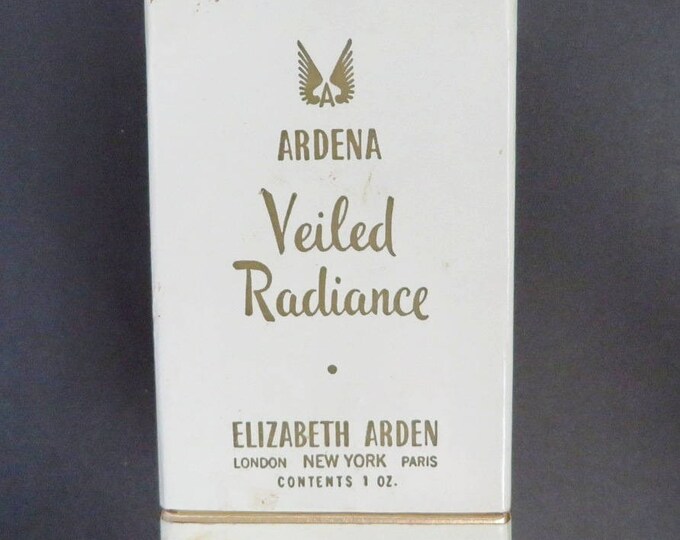 A
ARDENA
Veiled
Radiance
•
ELIZABETH ARDEN
LONDON NEW YORK PARIS
CONTENTS 1 OZ.